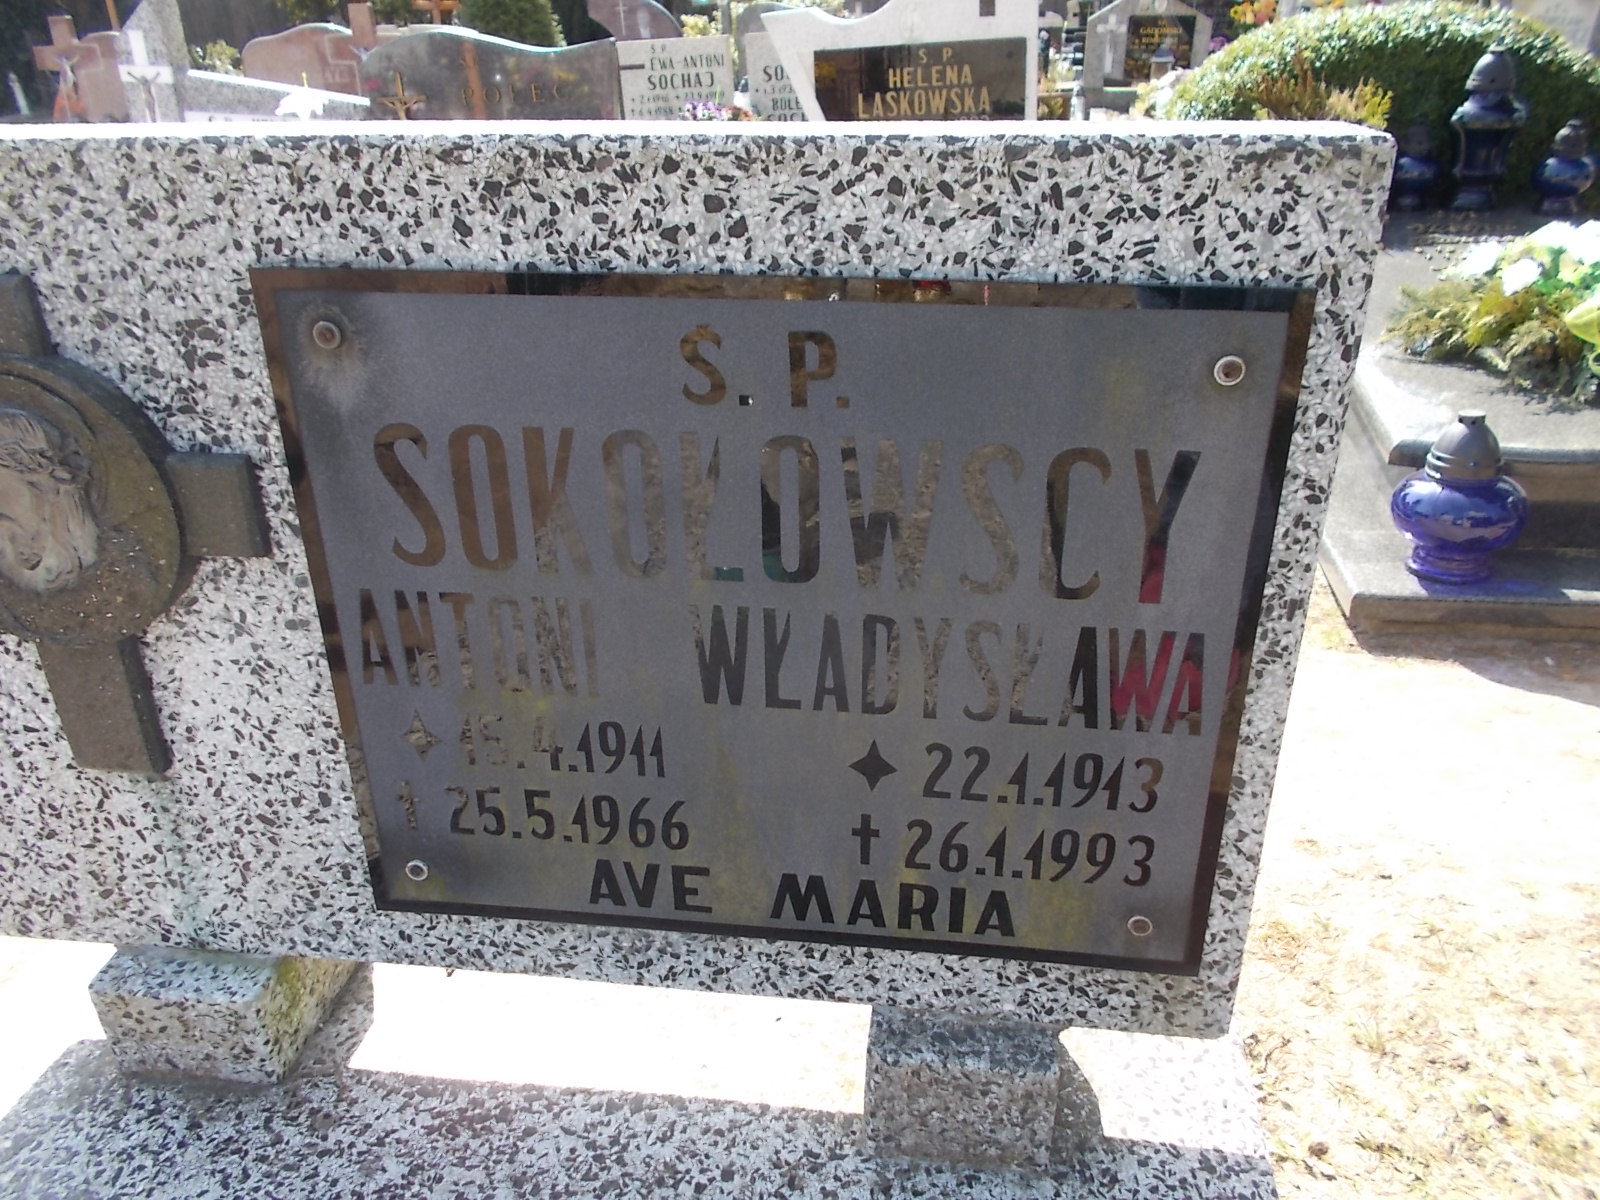 Ś. P.
SOKOŁOWSCY
ANTONI WŁADYSŁAWA
15.4.1911 22.1.1913
25.5.1966 26.1.1993
AVE MARIA
Ś. P.
EWA-ANTONI
SOCHAJ
Ś. P.
HELENA
LASKOWSKA
GADOMSKI